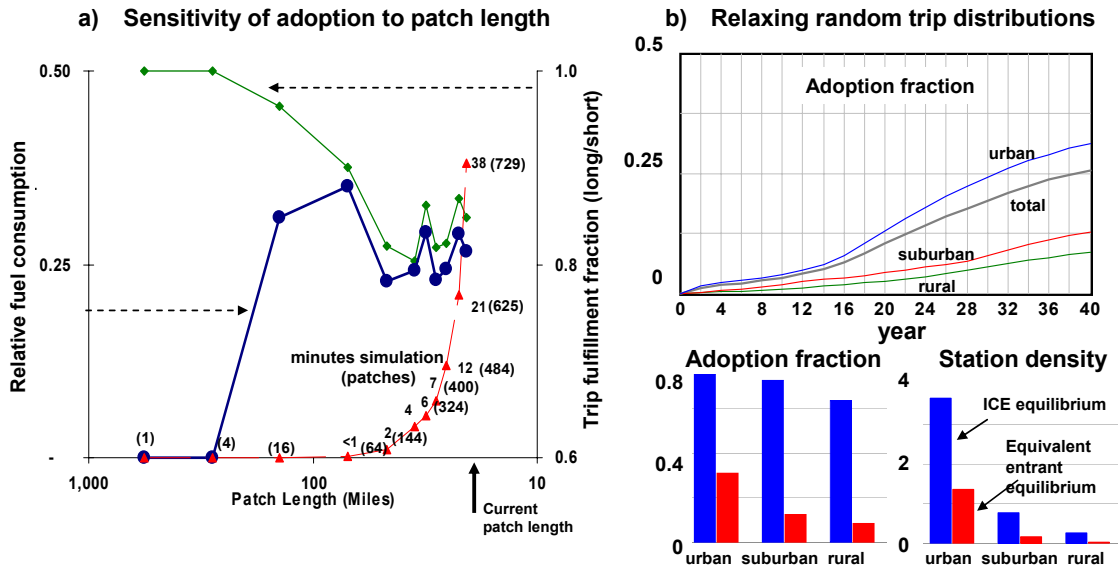 a) Sensitivity of adoption to patch length
0.50
0.25
-
Relative fuel consumption
1.0
0.8
0.6
Trip fulfillment fraction (long/short)
38 (729)
21 (625)
12 (484)
7 (400)
6 (324)
4
2 (144)
<1 (64)
(16)
(4)
(1)
minutes simulation
(patches)
1,000
100
10
Patch Length (Miles)
Current
patch length
b) Relaxing random trip distributions
0.5
0.25
0
Adoption fraction
urban
total
suburban
rural
0 4 8 12 16 20 24 28 32 36 40
year
Adoption fraction
0.8
0.4
0
urban suburban rural
Station density
4
2
0
ICE equilibrium
Equivalent
entrant
equilibrium
urban suburban rural